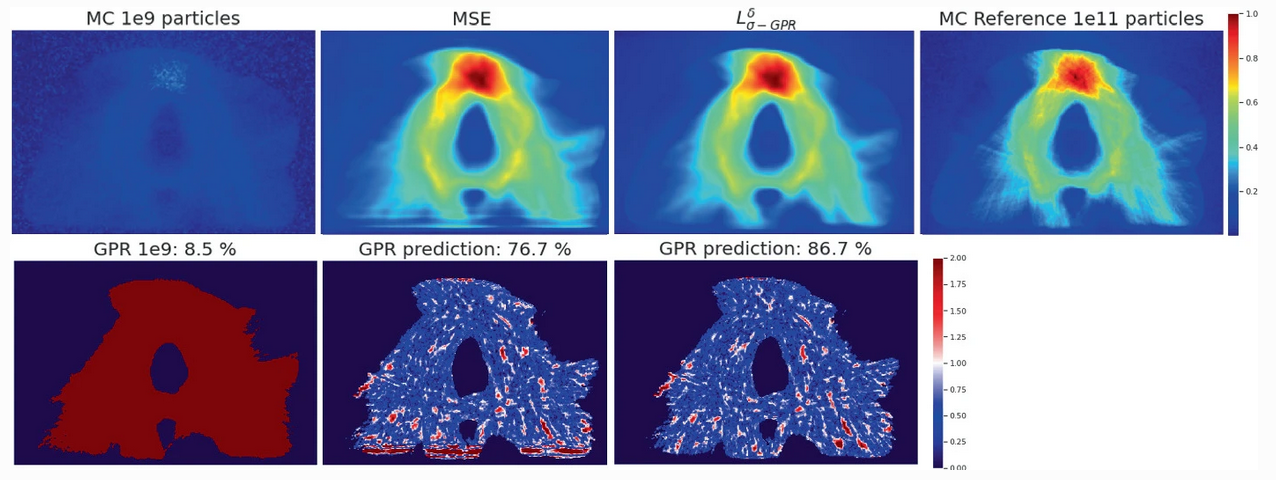 MC 1e9 particles
MSE
L^δ_{σ−GPR}
MC Reference 1e11 particles
1.0
0.8
0.6
0.4
0.2
GPR 1e9: 8.5 %
GPR prediction: 76.7 %
GPR prediction: 86.7 %
2.00
1.75
1.50
1.25
1.00
0.75
0.50
0.25
0.00